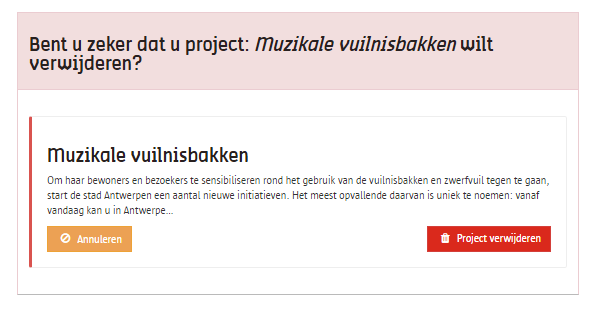 Bent u zeker dat u project: Muzikale vuilnisbakken wilt
verwijderen?
Muzikale vuilnisbakken
Om haar bewoners en bezoekers te sensibiliseren rond het gebruik van de vuilnisbakken en zwerfvuil tegen te gaan,
start de stad Antwerpen een aantal nieuwe initiatieven. Het meest opvallende daarvan is uniek te noemen: vanaf
vandaag kan u in Antwerpe...
Annuleren
Project verwijderen